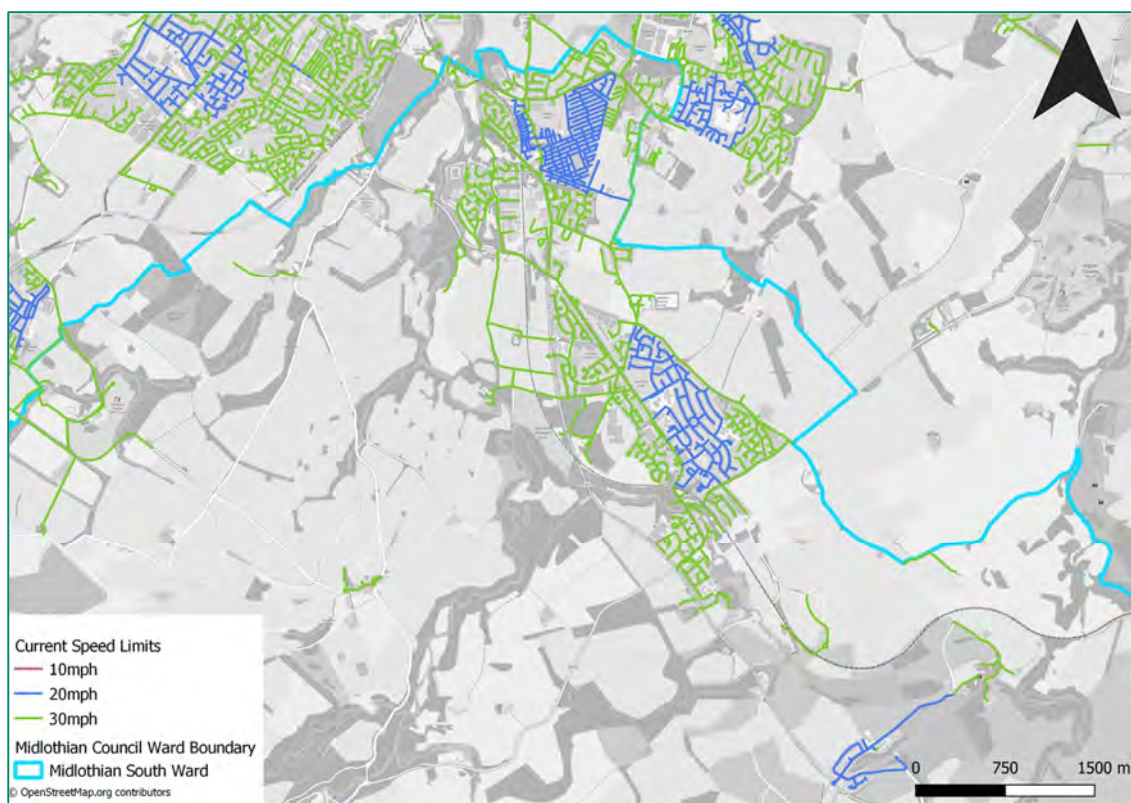 Current Speed Limits
10mph
20mph
30mph
Midlothian Council Ward Boundary
Midlothian South Ward
© OpenStreetMap.org contributors
0 750 1500 m